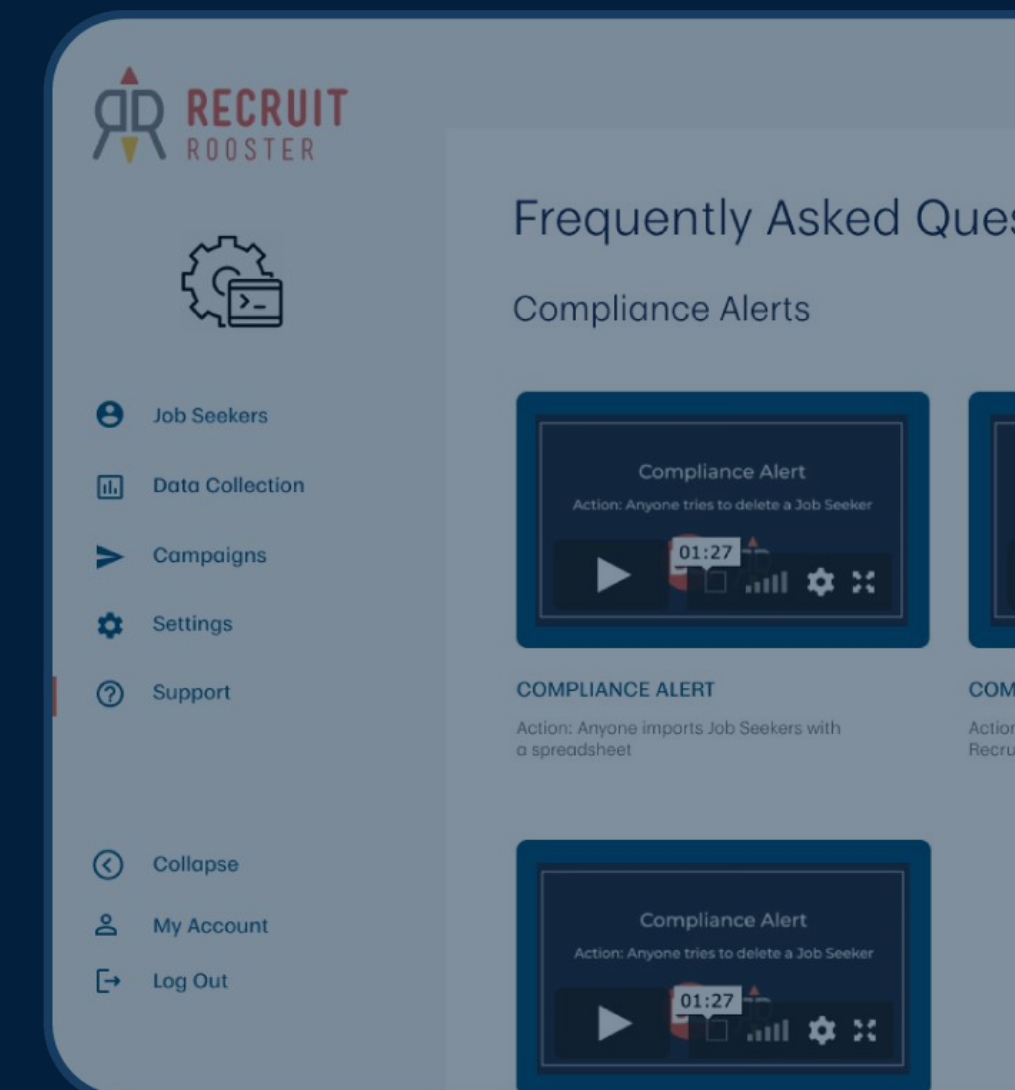 RECRUIT
ROOSTER
Job Seekers
Data Collection
Campaigns
Settings
Support
Collapse
My Account
Log Out
Frequently Asked Ques
Compliance Alerts
Compliance Alert
Action: Anyone tries to delete a Job Seeker
01:27
COMPLIANCE ALERT
Action: Anyone imports Job Seekers with
a spreadsheet
COM
Action
Recru
Compliance Alert
Action: Anyone tries to delete a Job Seeker
01:27